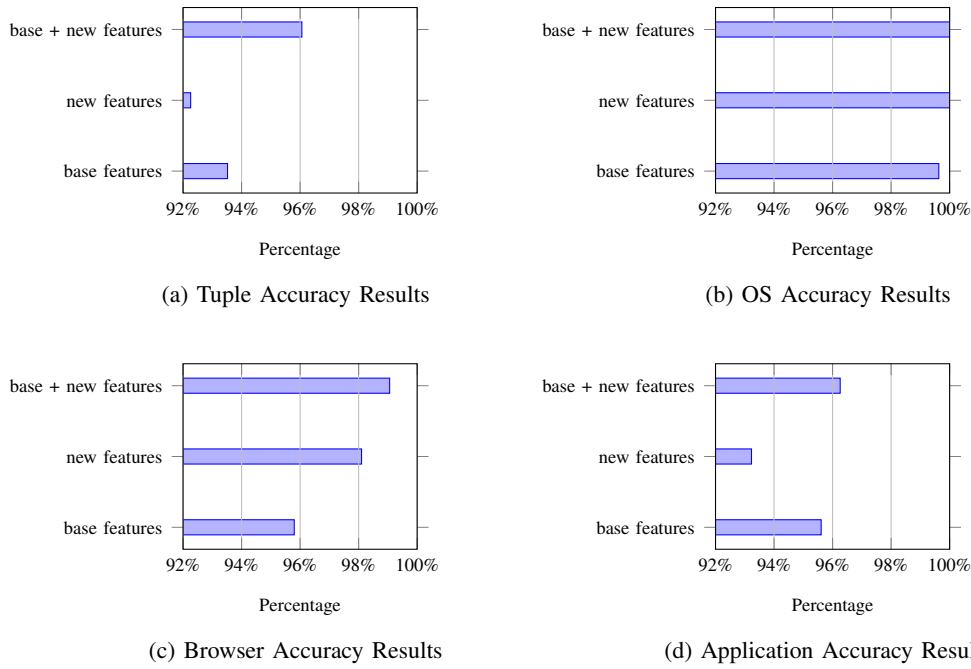 base + new features
new features
base features
92% 94% 96% 98% 100%
Percentage
(a) Tuple Accuracy Results
base + new features
new features
base features
92% 94% 96% 98% 100%
Percentage
(b) OS Accuracy Results
base + new features
new features
base features
92% 94% 96% 98% 100%
Percentage
(c) Browser Accuracy Results
base + new features
new features
base features
92% 94% 96% 98% 100%
Percentage
(d) Application Accuracy Resul